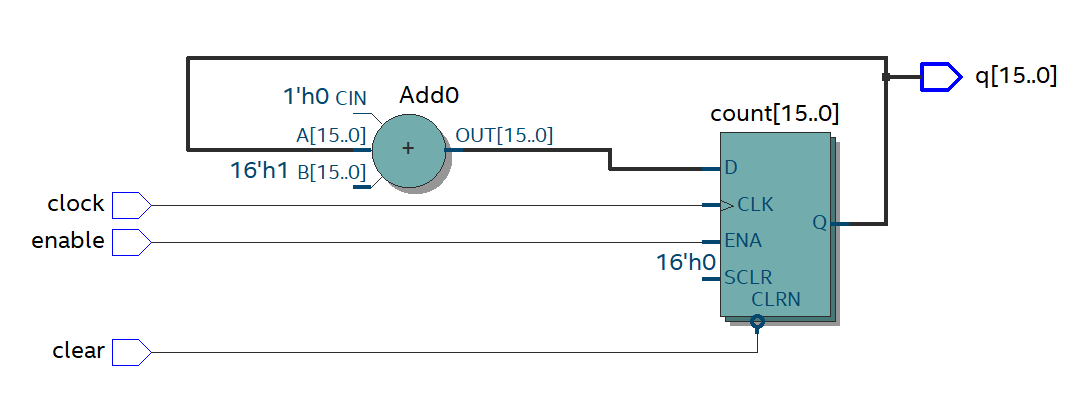 q[15..0]
1'h0 CIN
Add0
count[15..0]
A[15..0]
+
OUT[15..0]
16'h1 B[15..0]
D
clock
CLK
Q
enable
ENA
16'h0
SCLR
CLRN
clear